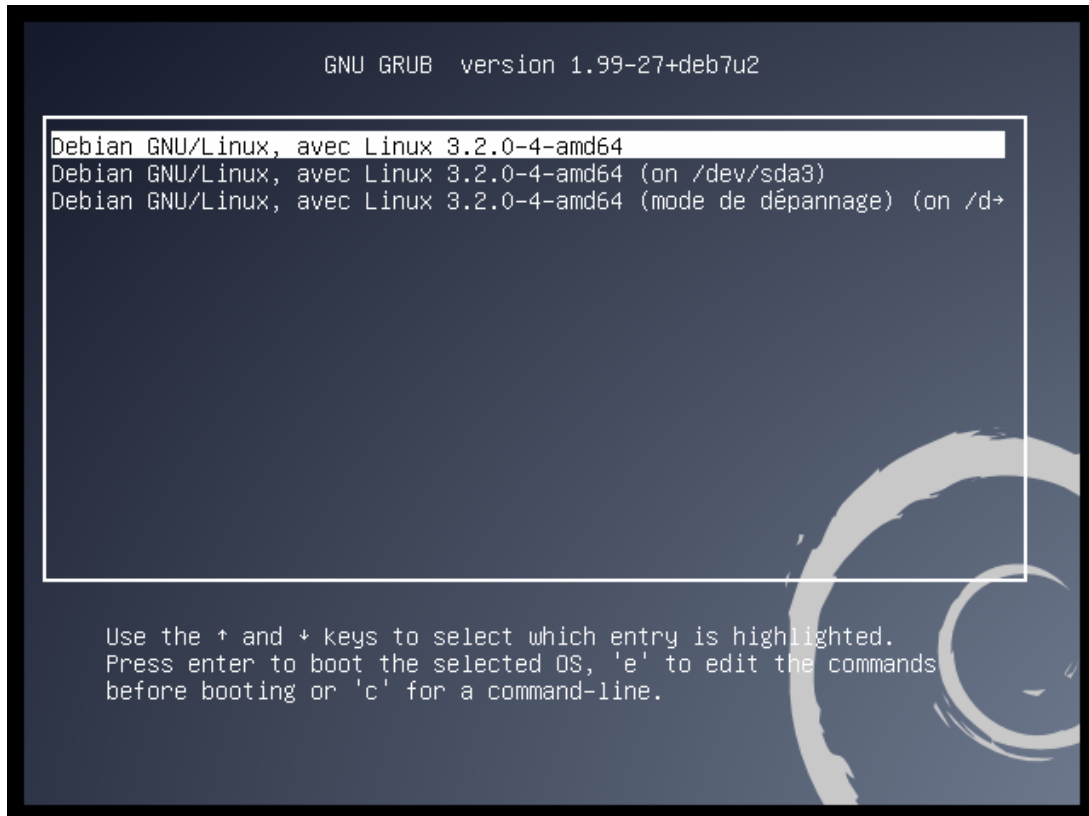 GNU GRUB  version 1.99-27+deb7u2
Debian GNU/Linux, avec Linux 3.2.0-4-amd64
Debian GNU/Linux, avec Linux 3.2.0-4-amd64 (on /dev/sda3)
Debian GNU/Linux, avec Linux 3.2.0-4-amd64 (mode de dépannage) (on /d→
Use the ↑ and ↓ keys to select which entry is highlighted.
Press enter to boot the selected OS, 'e' to edit the commands
before booting or 'c' for a command-line.